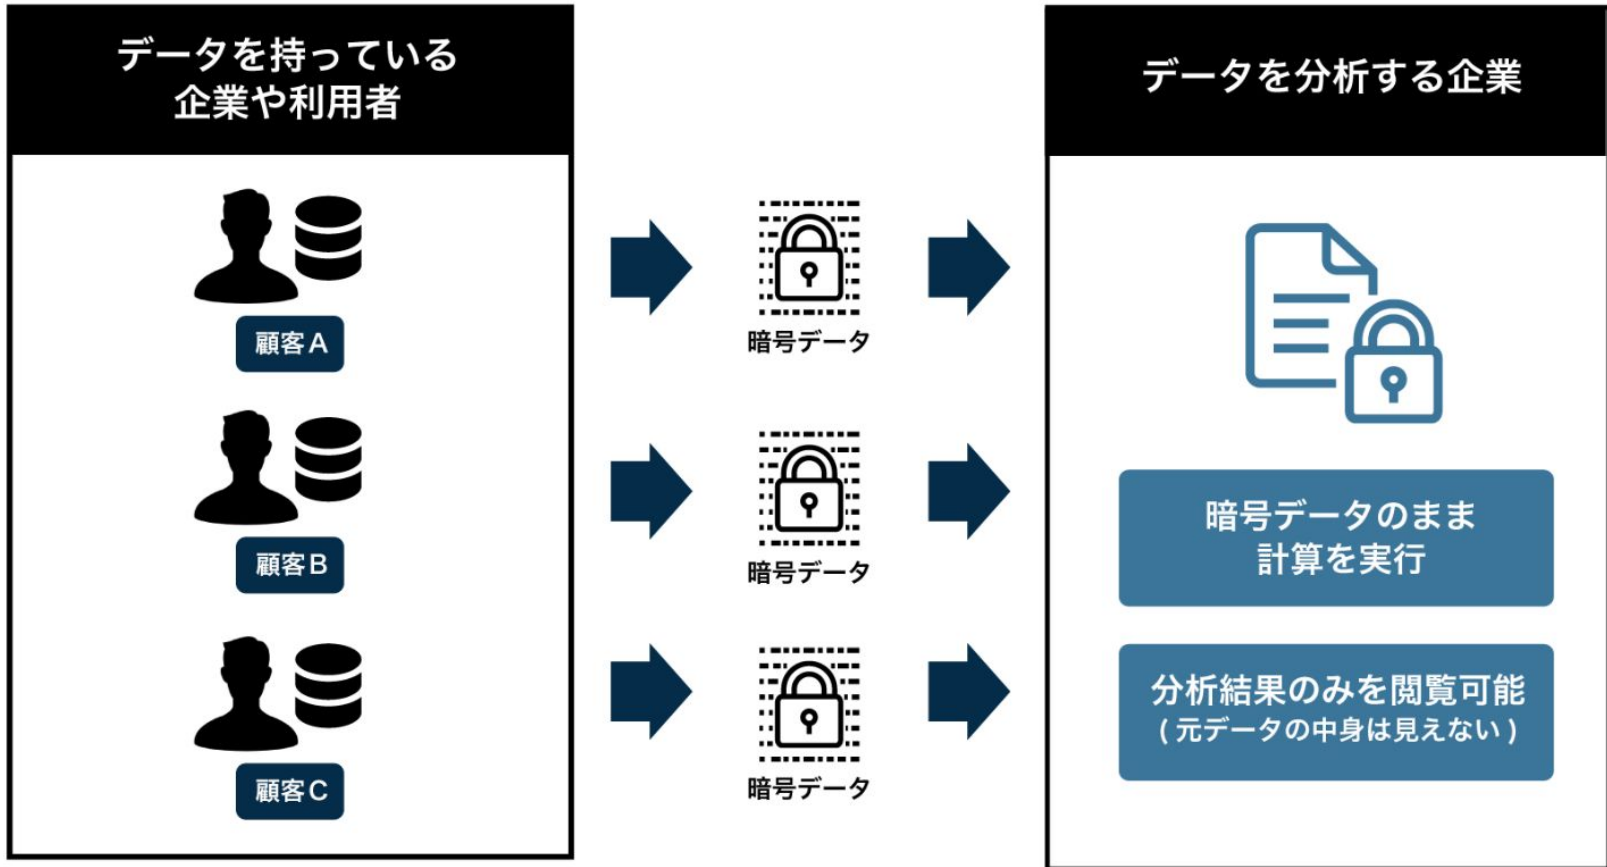 データを持っている
企業や利用者
顧客A
顧客B
顧客C
暗号データ
暗号データ
暗号データ
データを分析する企業
暗号データのまま
計算を実行
分析結果のみを閲覧可能
( 元データの中身は見えない )